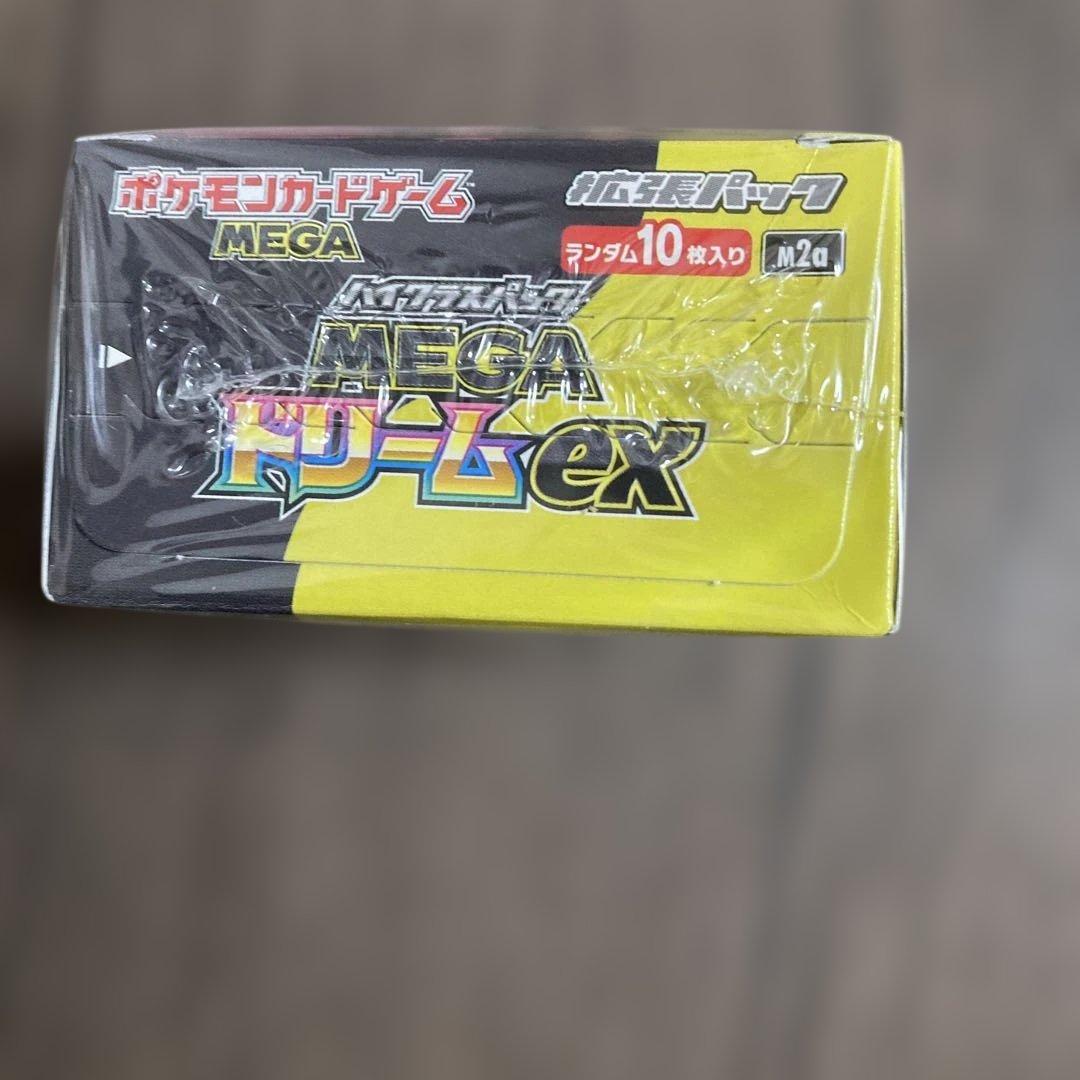 ポケモンカードゲーム
MEGA
拡張パック
ランダム10枚入り
M2a
ハイクラスパック
MEGA
ドリームex